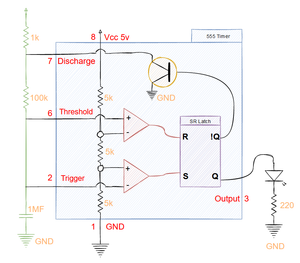 555 Timer
8 Vcc 5v
1k
7 Discharge
GND
100k
5k
6 Threshold
+
-
SR Latch
R !Q
5k
S Q
+
-
2 Trigger
5k
Output 3
1MF
1 GND
220
GND
GND